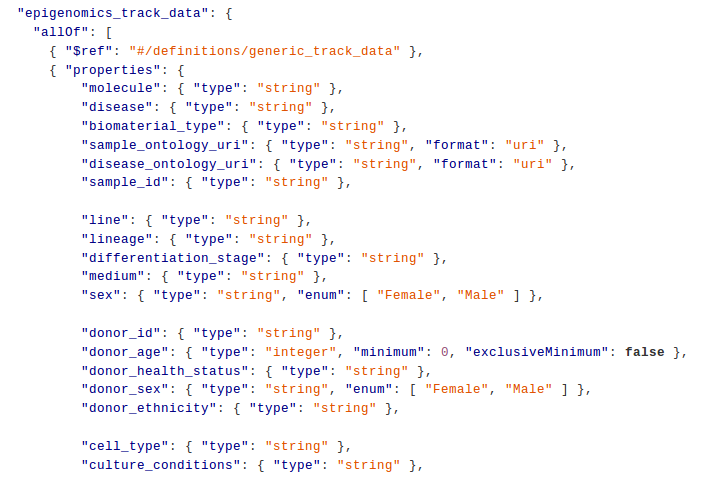 "epigenomics_track_data": {
"allOf": [
{ "$ref": "#/definitions/generic_track_data" },
{ "properties": {
"molecule": { "type": "string" },
"disease": { "type": "string" },
"biomaterial_type": { "type": "string" },
"sample_ontology_uri": { "type": "string", "format": "uri" },
"disease_ontology_uri": { "type": "string", "format": "uri" },
"sample_id": { "type": "string" },
"line": { "type": "string" },
"lineage": { "type": "string" },
"differentiation_stage": { "type": "string" },
"medium": { "type": "string" },
"sex": { "type": "string", "enum": [ "Female", "Male" ] },
"donor_id": { "type": "string" },
"donor_age": { "type": "integer", "minimum": 0, "exclusiveMinimum": false },
"donor_health_status": { "type": "string" },
"donor_sex": { "type": "string", "enum": [ "Female", "Male" ] },
"donor_ethnicity": { "type": "string" },
"cell_type": { "type": "string" },
"culture_conditions": { "type": "string" },